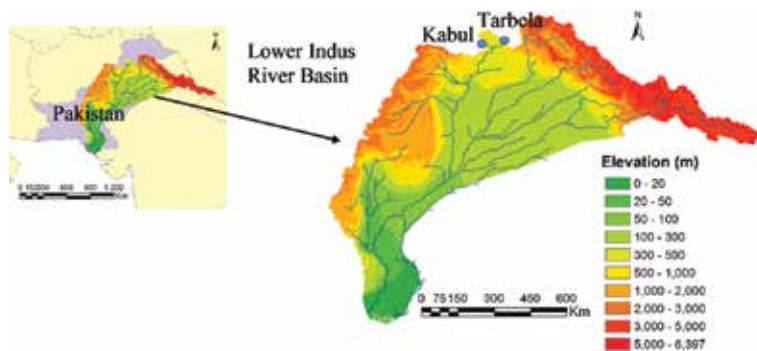 N
Pakistan
Km
Lower Indus
River Basin
Kabul
Tarbela
N
Elevation (m)
0 - 20
20 - 50
50 - 100
100 - 300
300 - 500
500 - 1,000
1,000 - 2,000
2,000 - 3,000
3,000 - 5,000
5,000 - 6,397
0 75 150 300 450 600
Km